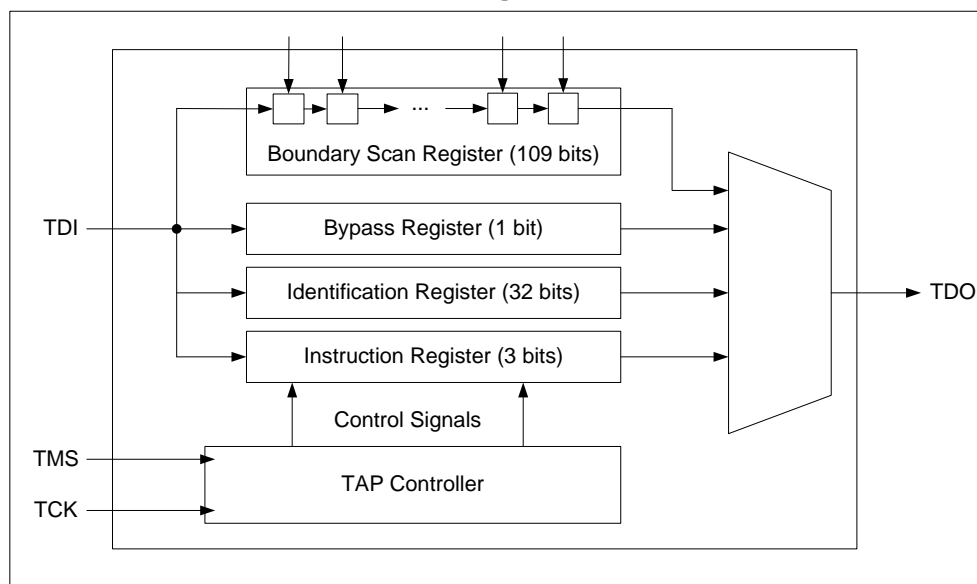 ...
Boundary Scan Register (109 bits)
TDI
Bypass Register (1 bit)
Identification Register (32 bits)
TDO
Instruction Register (3 bits)
Control Signals
TMS
TAP Controller
TCK